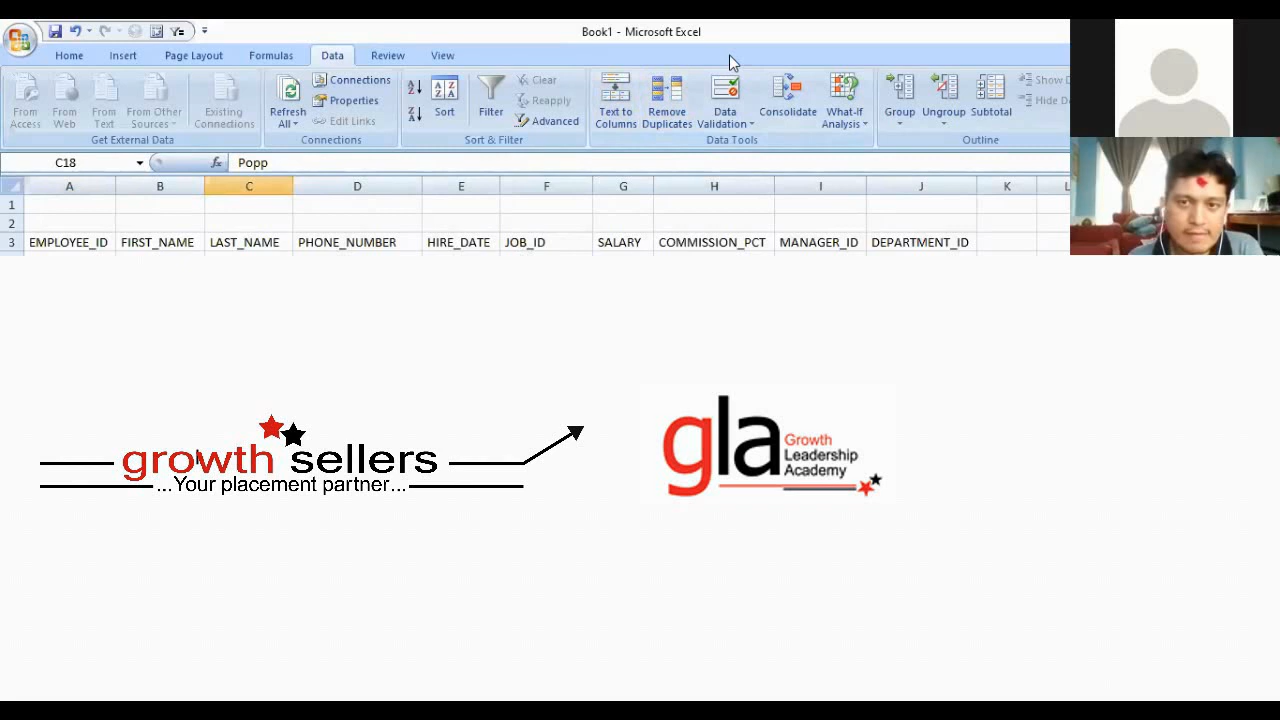 Book1 - Microsoft Excel
Home Insert Page Layout Formulas Data Review View
From Access
From Web
From Text
From Other Sources
Existing Connections
Get External Data
Refresh All
Connections
Properties
Edit Links
Connections
Sort
Filter
Clear
Reapply
Advanced
Sort & Filter
Text to Columns
Remove Duplicates
Data Validation
Consolidate
What-If Analysis
Data Tools
Group
Ungroup
Subtotal
Show D
Hide De
Outline
C18 fx Popp
A B C D E F G H I J K L
1
2
3 EMPLOYEE_ID FIRST_NAME LAST_NAME PHONE_NUMBER HIRE_DATE JOB_ID SALARY COMMISSION_PCT MANAGER_ID DEPARTMENT_ID
growth sellers
...Your placement partner...
gla
Growth
Leadership
Academy